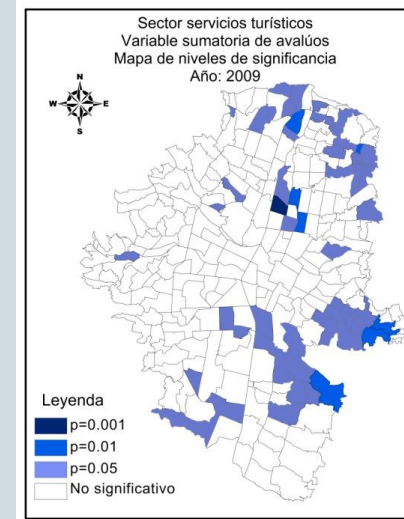 Sector servicios turísticos
Variable sumatoria de avalúos
Mapa de niveles de significancia
Año: 2009
N
W E
S
Leyenda
p=0.001
p=0.01
p=0.05
No significativo